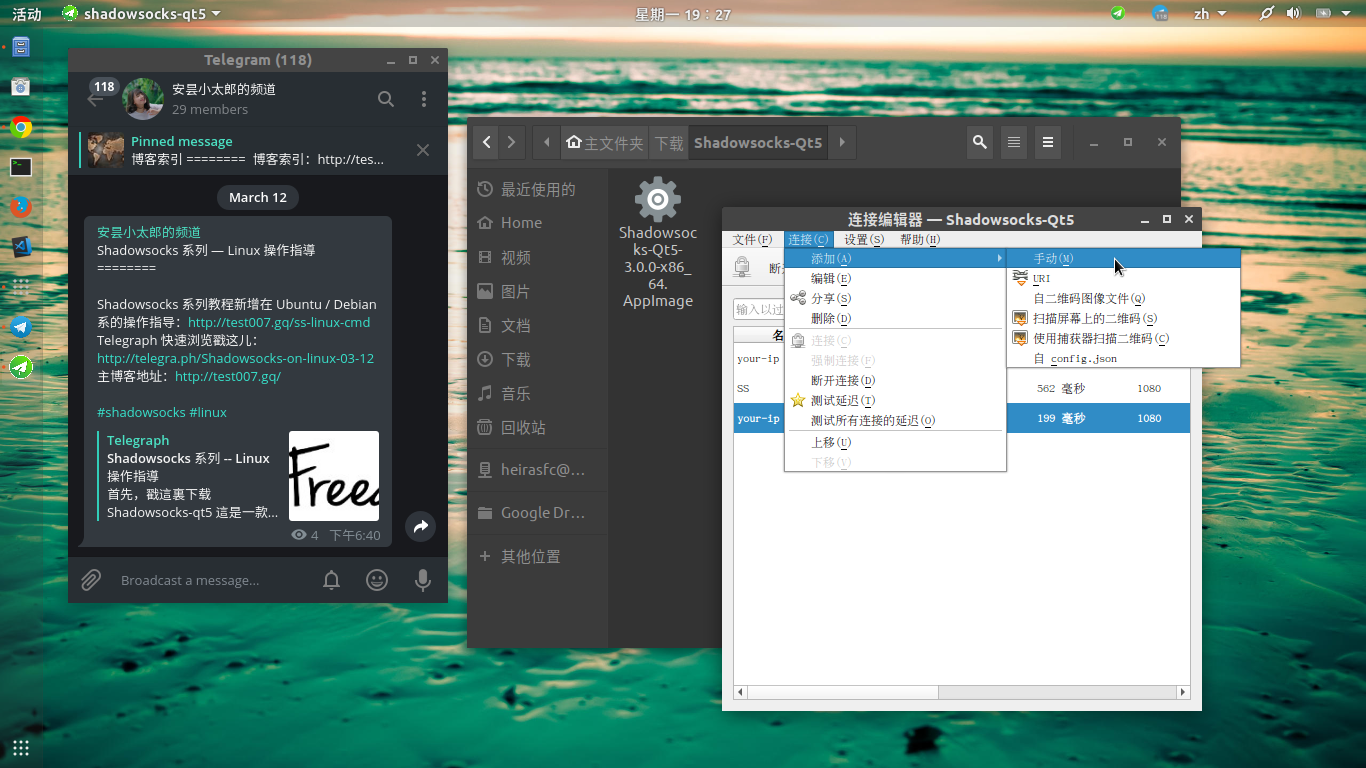 活动
shadowsocks-qt5
星期一 19：27
zh
Telegram (118)
118
安昙小太郎的频道
29 members
Pinned message
博客索引 ======== 博客索引：http://tes...
March 12
安昙小太郎的频道
Shadowsocks 系列 — Linux 操作指導
========
Shadowsocks 系列教程新增在 Ubuntu / Debian
系的操作指导：http://test007.gq/ss-linux-cmd
Telegraph 快速浏览戳这儿：
http://telegra.ph/Shadowsocks-on-linux-03-12
主博客地址：http://test007.gq/
#shadowsocks #linux
Telegraph
Shadowsocks 系列 -- Linux
操作指导
首先，戳這裏下载
Shadowsocks-qt5 這是一款...
Freed
4 下午6:40
Broadcast a message...
主文件夹
下载
Shadowsocks-Qt5
最近使用的
Home
视频
图片
文档
下载
音乐
回收站
heirasfc@...
Google Dr...
其他位置
Shadowsoc
ks-Qt5-
3.0.0-x86_
64.
AppImage
连接编辑器 — Shadowsocks-Qt5
文件(F)
连接(C)
设置(S)
帮助(H)
断
输入以过
名
your-ip
SS
562 毫秒
1080
your-ip
199 毫秒
1080
添加(A)
编辑(E)
分享(S)
删除(D)
连接(C)
强制连接(F)
断开连接(D)
测试延迟(T)
测试所有连接的延迟(O)
上移(U)
下移(V)
手动(M)
URI
自二维码图像文件(Q)
扫描屏幕上的二维码(S)
使用捕获器扫描二维码(C)
自 config.json